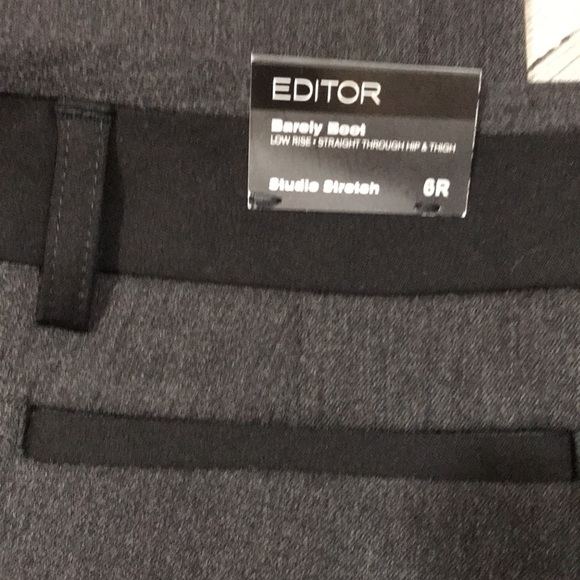 EDITOR
Barely Boot
LOW RISE • STRAIGHT THROUGH HIP & THIGH
Studio Stretch 6R